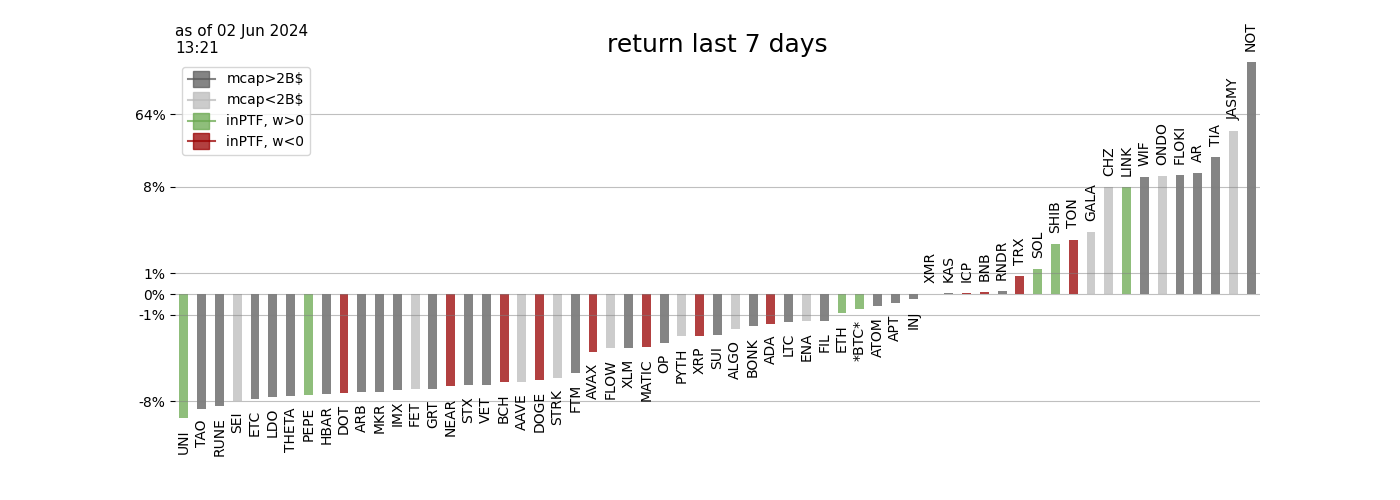 as of 02 Jun 2024
13:21
return last 7 days
mcap>2B$
mcap<2B$
inPTF, w>0
inPTF, w<0
64%
8%
1%
0%
-1%
-8%
UNI
TAO
RUNE
SEI
ETC
LDO
THETA
PEPE
HBAR
DOT
ARB
MKR
IMX
FET
GRT
NEAR
STX
VET
BCH
AAVE
DOGE
STRK
FTM
AVAX
FLOW
XLM
MATIC
OP
PYTH
XRP
SUI
ALGO
BONK
ADA
LTC
ENA
FIL
ETH
*BTC*
ATOM
APT
INJ
XMR
KAS
ICP
BNB
RNDR
TRX
SOL
SHIB
TON
GALA
CHZ
LINK
WIF
ONDO
FLOKI
AR
TIA
JASMY
NOT